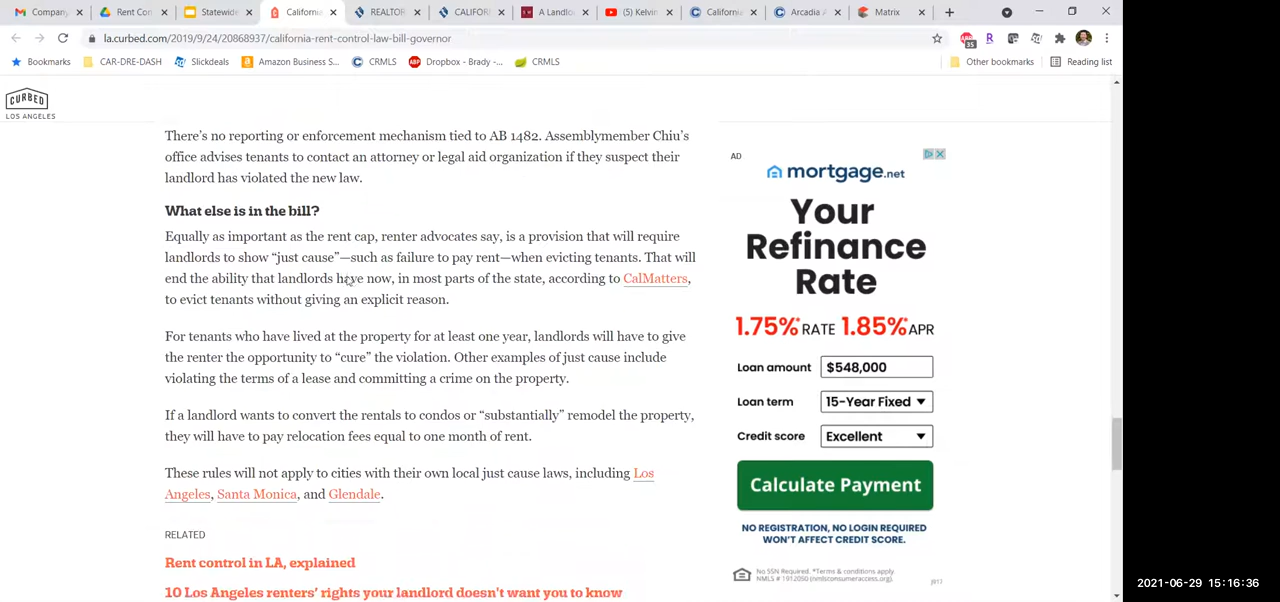 Company
Rent Con
Statewide
California
REALTOR
CALIFOR
A Landlo
(5) Kelvin
California
Arcadia A
Matrix
la.curbed.com/2019/9/24/20868937/california-rent-control-law-bill-governor
35
Bookmarks
CAR-DRE-DASH
Slickdeals
Amazon Business S...
CRMLS
Dropbox - Brady -...
CRMLS
Other bookmarks
Reading list
CURBED
LOS ANGELES
There's no reporting or enforcement mechanism tied to AB 1482. Assemblymember Chiu's
office advises tenants to contact an attorney or legal aid organization if they suspect their
landlord has violated the new law.
What else is in the bill?
Equally as important as the rent cap, renter advocates say, is a provision that will require
landlords to show “just cause”—such as failure to pay rent—when evicting tenants. That will
end the ability that landlords have now, in most parts of the state, according to CalMatters,
to evict tenants without giving an explicit reason.
For tenants who have lived at the property for at least one year, landlords will have to give
the renter the opportunity to “cure” the violation. Other examples of just cause include
violating the terms of a lease and committing a crime on the property.
If a landlord wants to convert the rentals to condos or “substantially” remodel the property,
they will have to pay relocation fees equal to one month of rent.
These rules will not apply to cities with their own local just cause laws, including Los
Angeles, Santa Monica, and Glendale.
RELATED
Rent control in LA, explained
10 Los Angeles renters' rights your landlord doesn't want you to know
AD
mortgage.net
Your
Refinance
Rate
1.75%* RATE 1.85%* APR
Loan amount $548,000
Loan term 15-Year Fixed
Credit score Excellent
Calculate Payment
NO REGISTRATION, NO LOGIN REQUIRED
WON'T AFFECT CREDIT SCORE.
No SSN Required. *Terms & conditions apply
NMLS # 1912050 (nmlsconsumeraccess.org).
2021-06-29 15:16:36